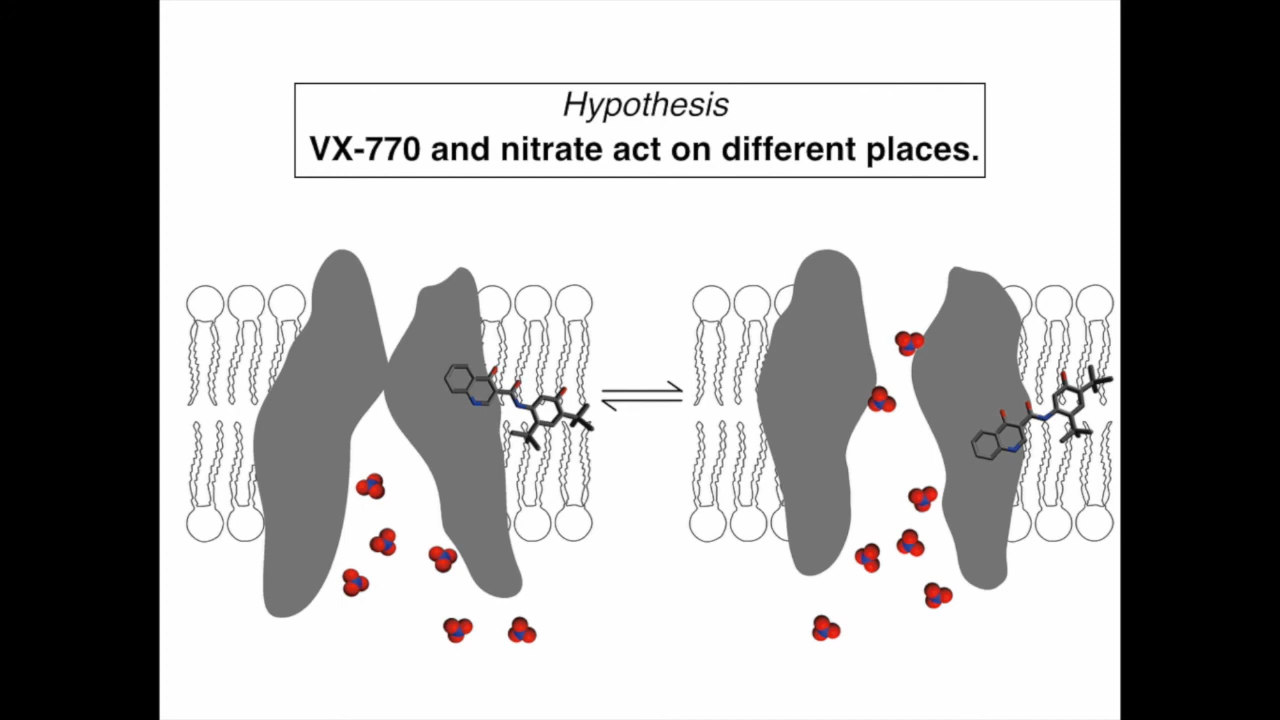 Hypothesis
VX-770 and nitrate act on different places.